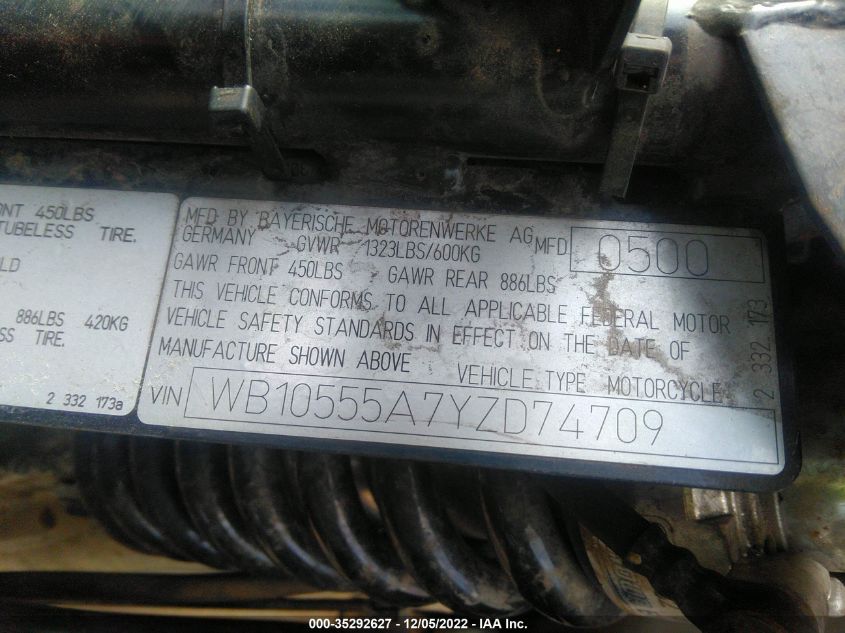 ONT 450LBS
TUBELESS TIRE.
LD
886LBS 420KG
SS TIRE.
2 332 173a
MFD BY BAYERISCHE MOTORENWERKE AG MFD 0500
GERMANY GVWR 1323LBS/600KG
GAWR FRONT 450LBS GAWR REAR 886LBS
THIS VEHICLE CONFORMS TO ALL APPLICABLE FEDERAL MOTOR
VEHICLE SAFETY STANDARDS IN EFFECT ON THE DATE OF
MANUFACTURE SHOWN ABOVE VEHICLE TYPE MOTORCYCLE
VIN WB10555A7YZD74709
2 332 173
000-35292627 - 12/05/2022 - IAA Inc.